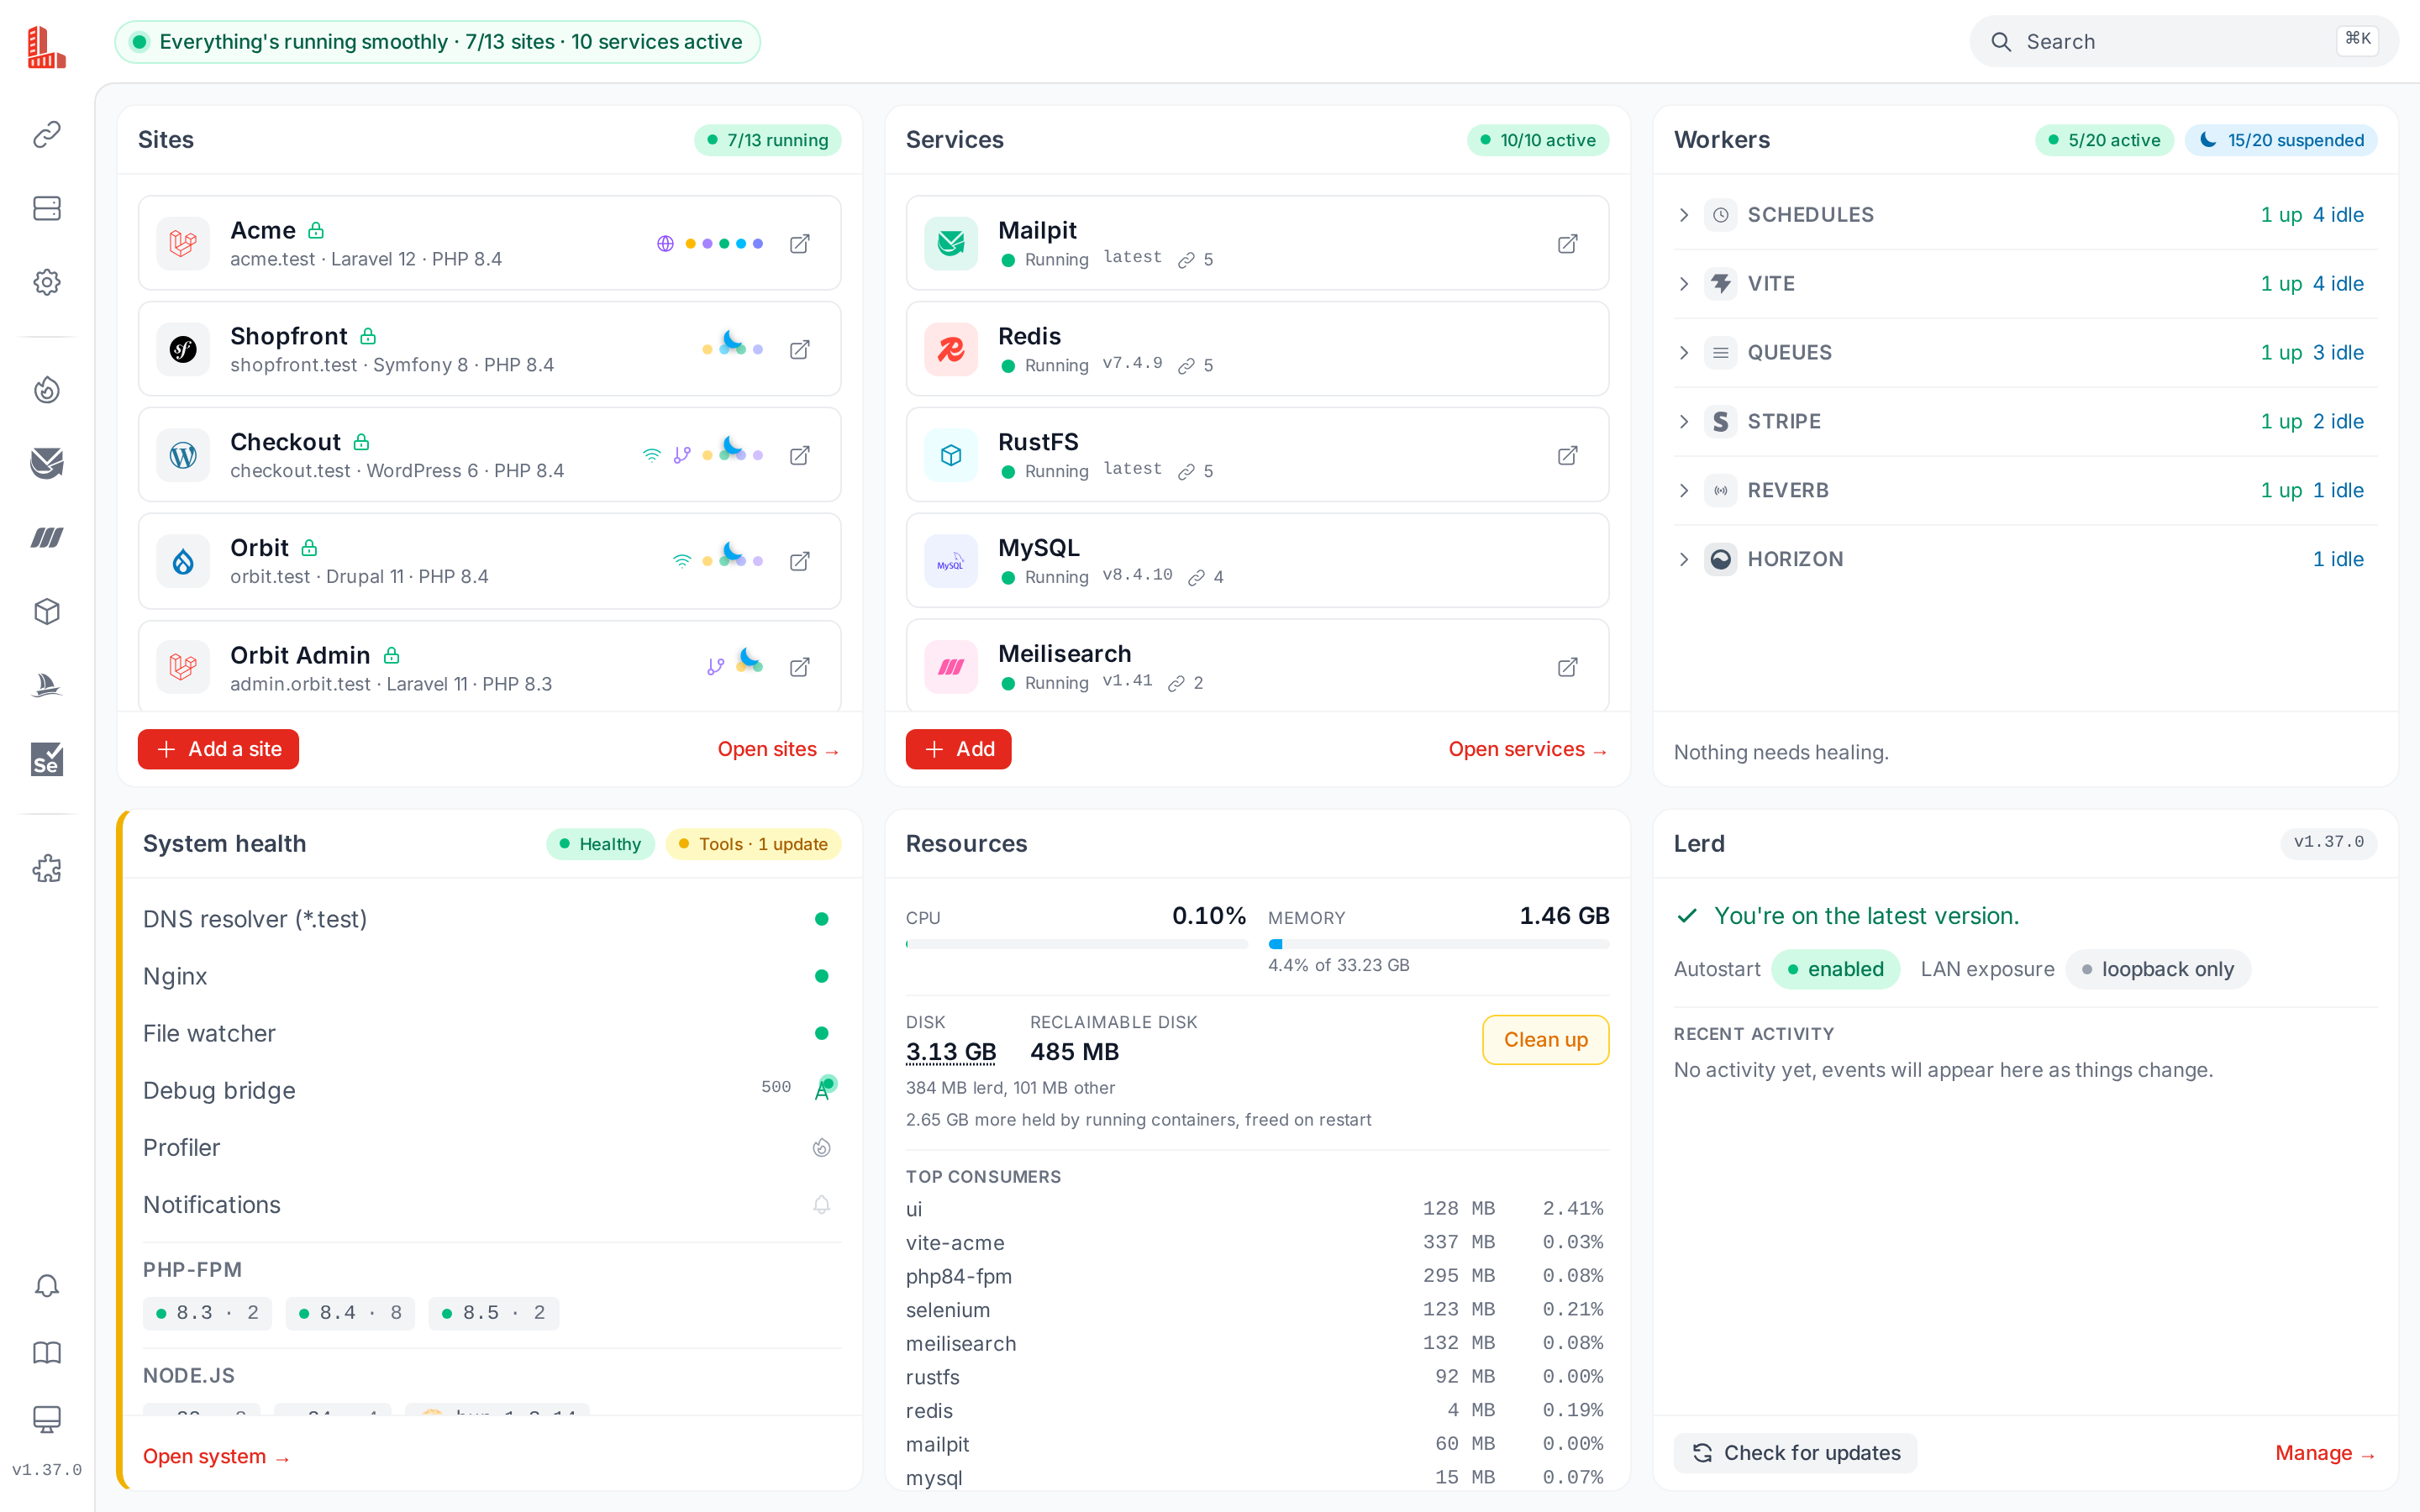 Everything's running smoothly · 7/13 sites · 10 services active
Search
⌘K
Sites
7/13 running
Acme
acme.test · Laravel 12 · PHP 8.4
Shopfront
shopfront.test · Symfony 8 · PHP 8.4
Checkout
checkout.test · WordPress 6 · PHP 8.4
Orbit
orbit.test · Drupal 11 · PHP 8.4
Orbit Admin
admin.orbit.test · Laravel 11 · PHP 8.3
Add a site
Open sites →
Services
10/10 active
Mailpit
Running latest 5
Redis
Running v7.4.9 5
RustFS
Running latest 5
MySQL
MySQL
Running v8.4.10 4
Meilisearch
Running v1.41 2
Add
Open services →
Workers
5/20 active
15/20 suspended
SCHEDULES 1 up 4 idle
VITE 1 up 4 idle
QUEUES 1 up 3 idle
STRIPE 1 up 2 idle
REVERB 1 up 1 idle
HORIZON 1 idle
Nothing needs healing.
Se
System health
Healthy
Tools · 1 update
DNS resolver (*.test)
Nginx
File watcher
Debug bridge 500
Profiler
Notifications
PHP-FPM
8.3 · 2
8.4 · 8
8.5 · 2
NODE.JS
Open system →
v1.37.0
Resources
CPU 0.10%
MEMORY 1.46 GB
4.4% of 33.23 GB
DISK
3.13 GB
RECLAIMABLE DISK
485 MB
Clean up
384 MB lerd, 101 MB other
2.65 GB more held by running containers, freed on restart
TOP CONSUMERS
ui 128 MB 2.41%
vite-acme 337 MB 0.03%
php84-fpm 295 MB 0.08%
selenium 123 MB 0.21%
meilisearch 132 MB 0.08%
rustfs 92 MB 0.00%
redis 4 MB 0.19%
mailpit 60 MB 0.00%
mysql 15 MB 0.07%
Lerd
v1.37.0
You're on the latest version.
Autostart enabled LAN exposure loopback only
RECENT ACTIVITY
No activity yet, events will appear here as things change.
Check for updates
Manage →